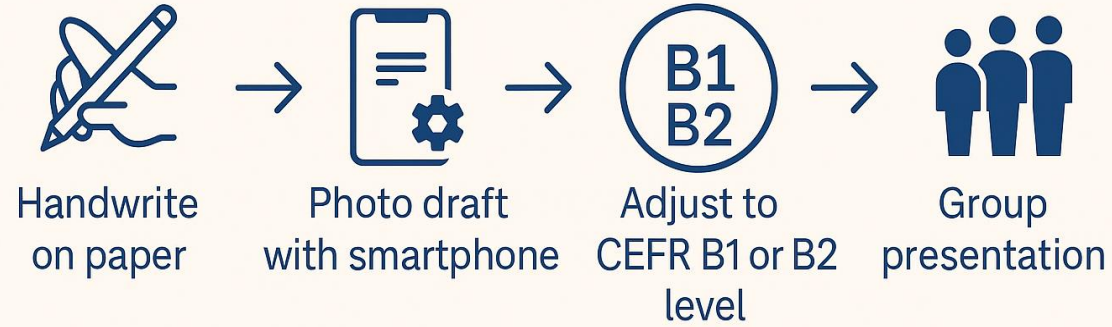 B1
B2
Handwrite
on paper
Photo draft
with smartphone
Adjust to
CEFR B1 or B2
level
Group
presentation